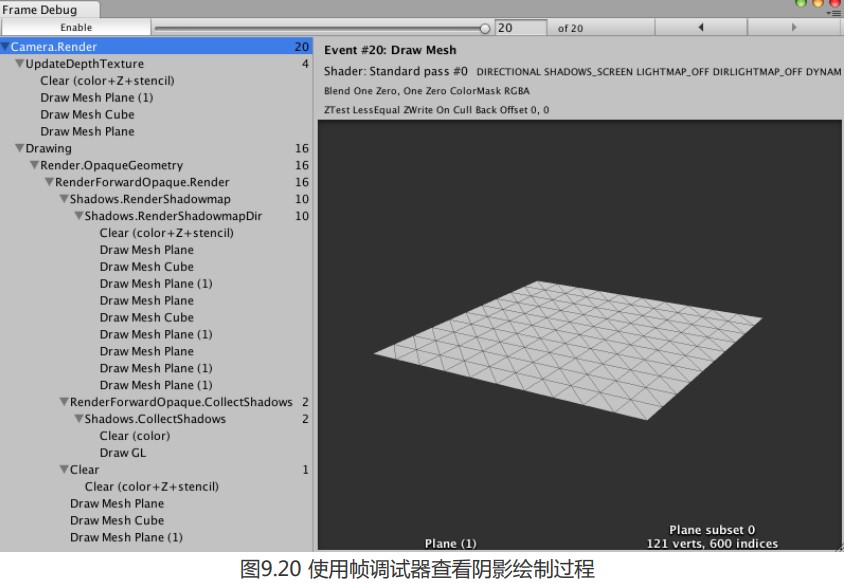 Frame Debug
Enable
20
of 20
Camera.Render 20
UpdateDepthTexture 4
Clear (color+Z+stencil)
Draw Mesh Plane (1)
Draw Mesh Cube
Draw Mesh Plane
Drawing 16
Render.OpaqueGeometry 16
RenderForwardOpaque.Render 16
Shadows.RenderShadowmap 10
Shadows.RenderShadowmapDir 10
Clear (color+Z+stencil)
Draw Mesh Plane
Draw Mesh Cube
Draw Mesh Plane (1)
Draw Mesh Plane
Draw Mesh Cube
Draw Mesh Plane (1)
Draw Mesh Plane
Draw Mesh Plane (1)
Draw Mesh Plane (1)
RenderForwardOpaque.CollectShadows 2
Shadows.CollectShadows 2
Clear (color)
Draw GL
Clear 1
Clear (color+Z+stencil)
Draw Mesh Plane
Draw Mesh Cube
Draw Mesh Plane (1)
Event #20: Draw Mesh
Shader: Standard pass #0 DIRECTIONAL SHADOWS_SCREEN LIGHTMAP_OFF DIRLIGHTMAP_OFF DYNAM
Blend One Zero, One Zero ColorMask RGBA
ZTest LessEqual ZWrite On Cull Back Offset 0, 0
Plane (1)
Plane subset 0
121 verts, 600 indices
图9.20 使用帧调试器查看阴影绘制过程